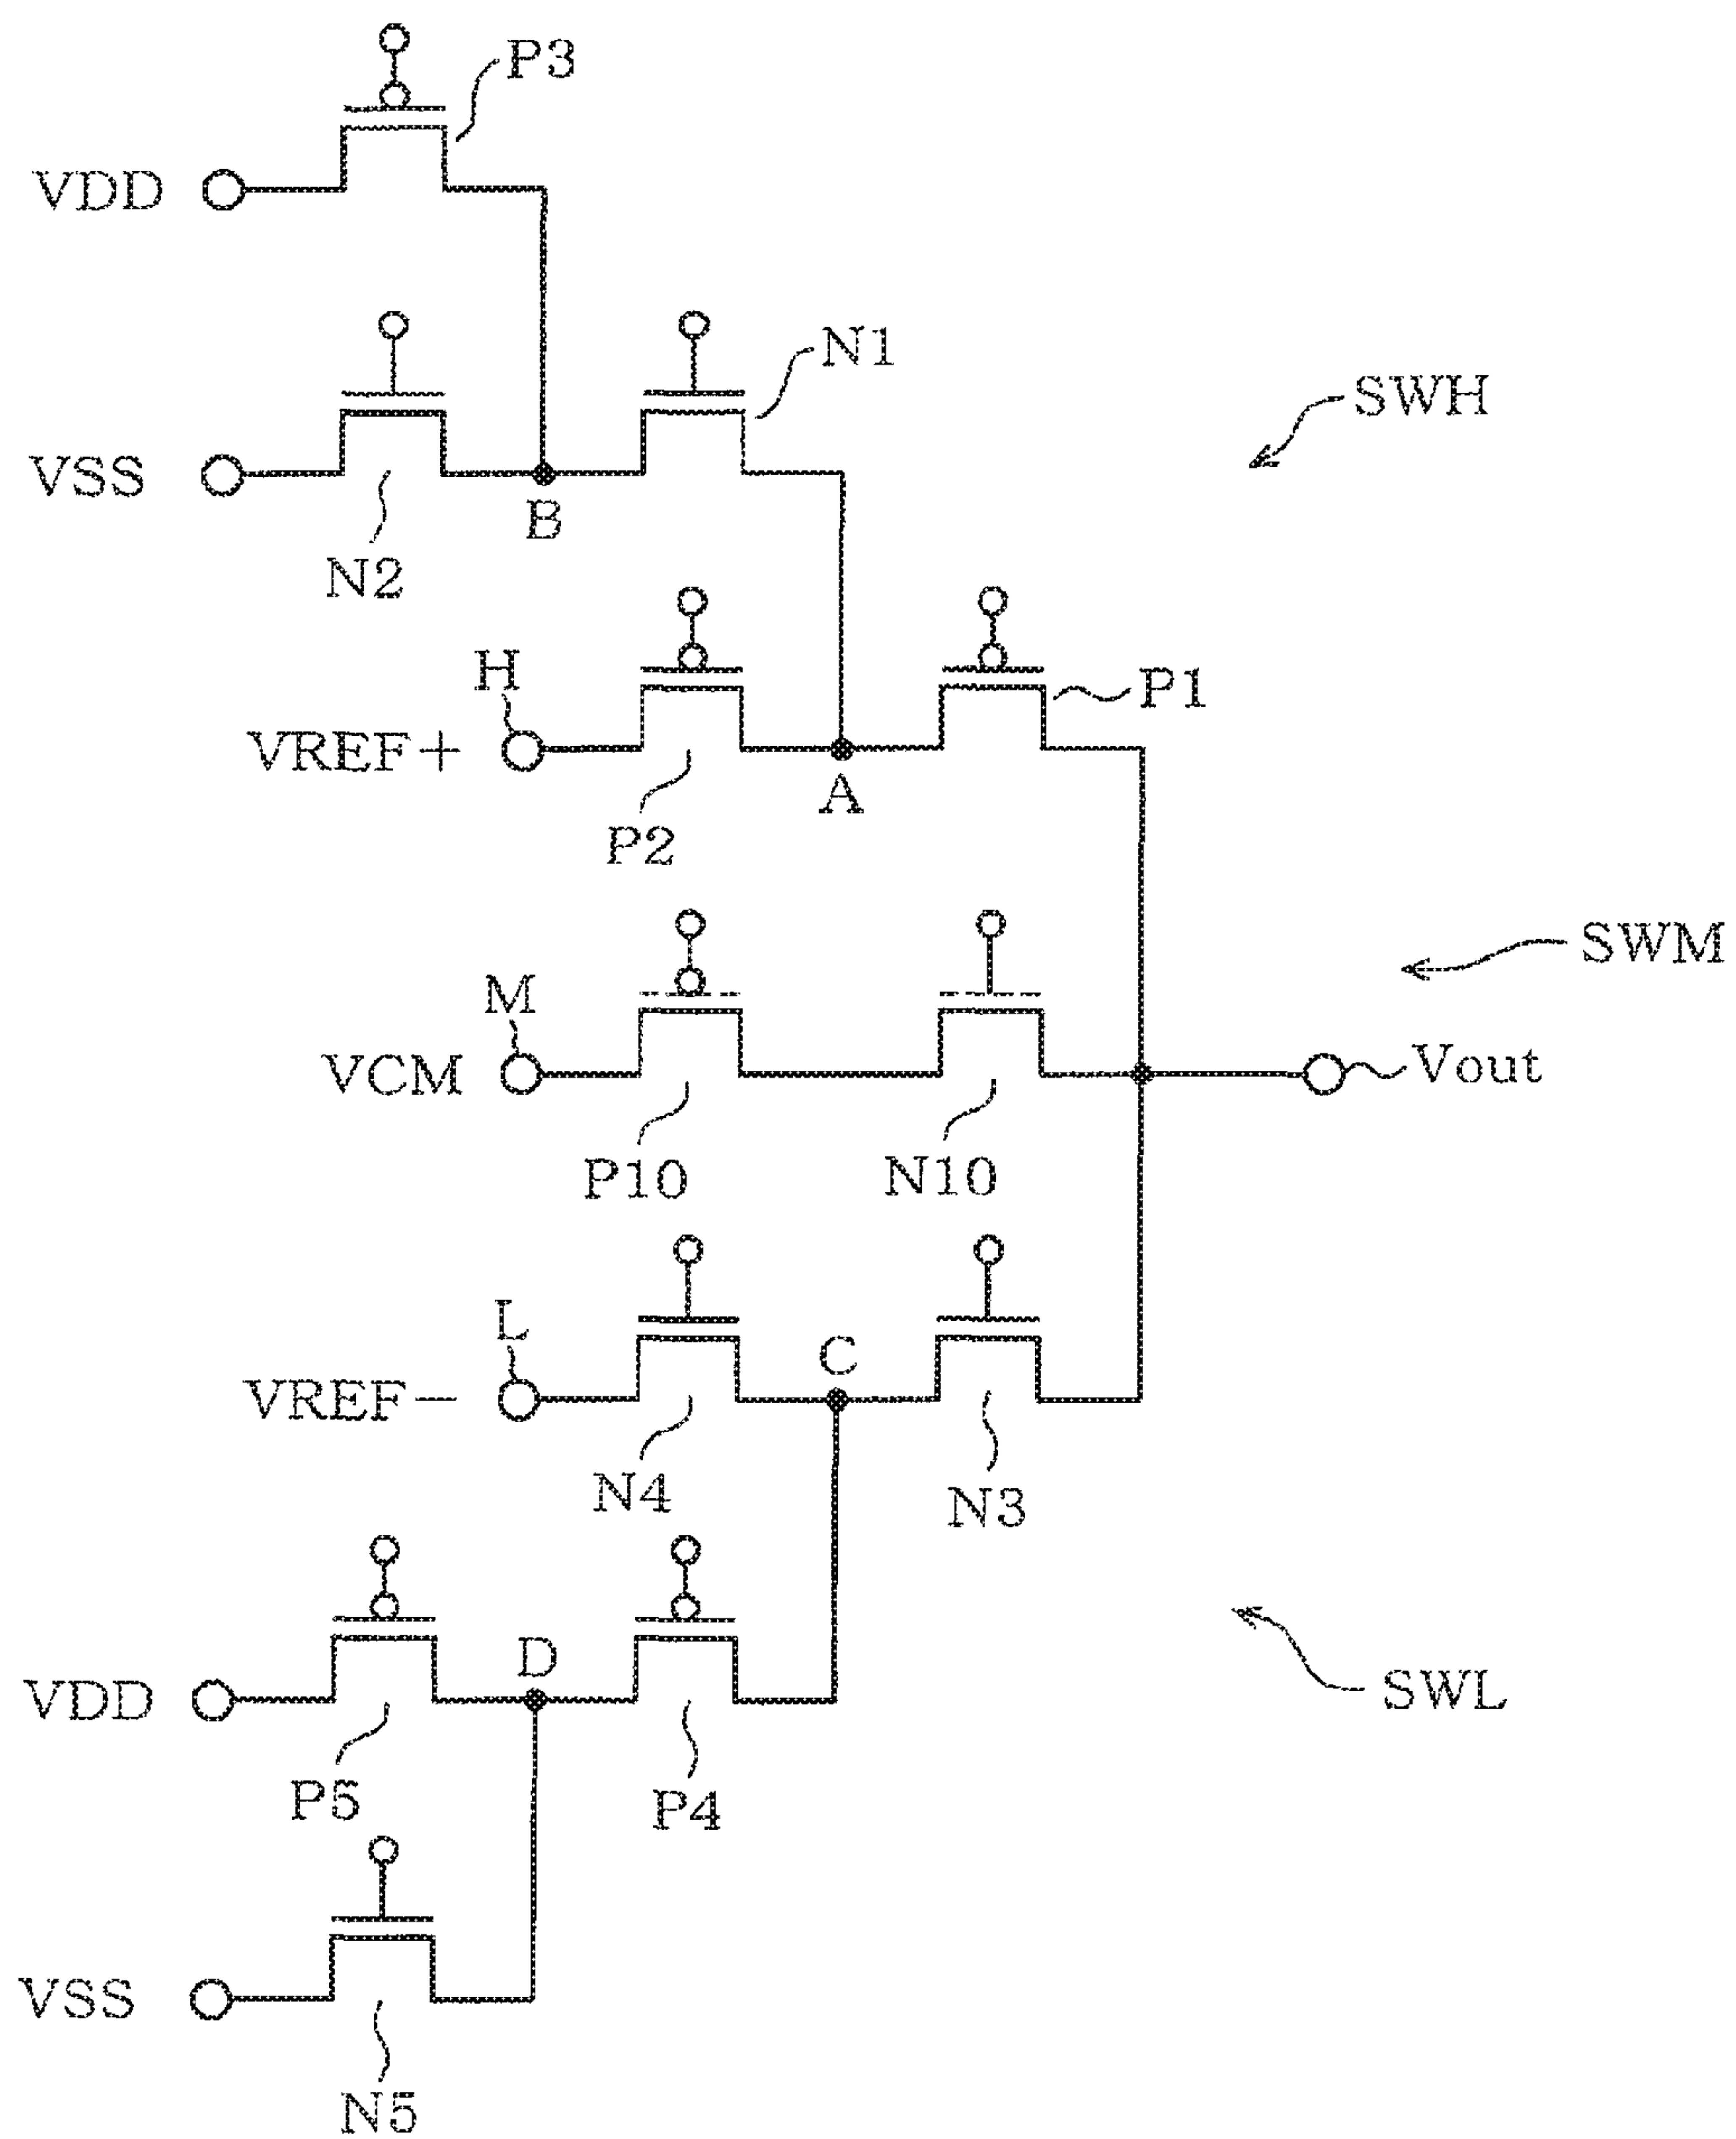 P3
VDD
N1
SWH
VSS
B
N2
H
P1
VREF+
A
P2
SWM
M
VCM
Vout
P10
N10
L
C
VREF−
N4
N3
D
VDD
SWL
P5
P4
VSS
N5